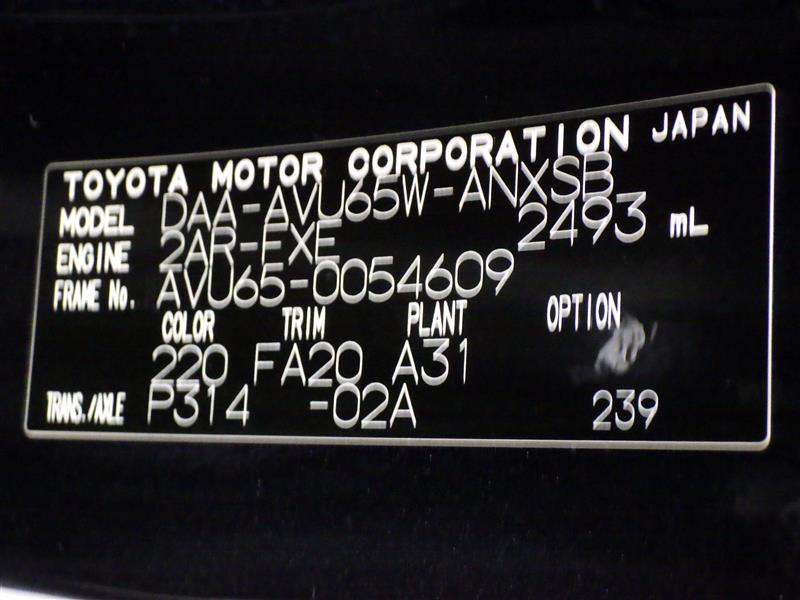 TOYOTA MOTOR CORPORATION JAPAN
MODEL DAA-AVU65W-ANXSB
ENGINE 2AR-FXE 2493 mL
FRAME No. AVU65-0054609
COLOR TRIM PLANT OPTION
220 FA20 A31
TRANS./AXLE P314 -02A 239